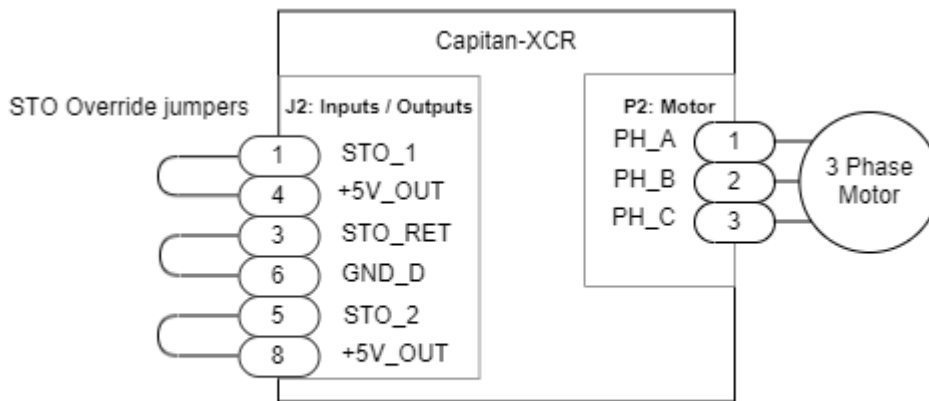 Capitan-XCR
STO Override jumpers
J2: Inputs / Outputs
1 STO_1
4 +5V_OUT
3 STO_RET
6 GND_D
5 STO_2
8 +5V_OUT
P2: Motor
PH_A 1
PH_B 2
PH_C 3
3 Phase
Motor